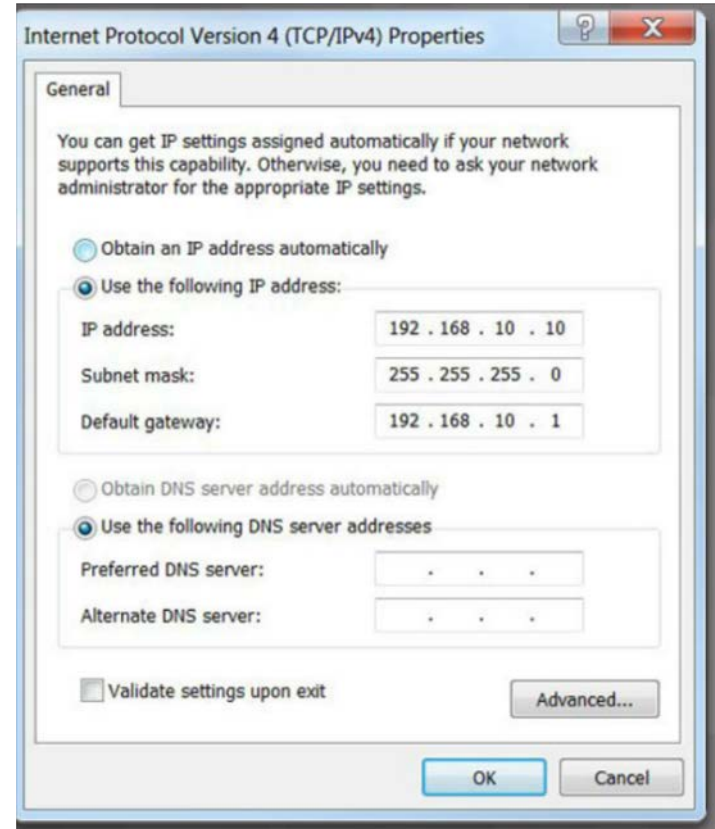 Internet Protocol Version 4 (TCP/IPv4) Properties
General
You can get IP settings assigned automatically if your network
supports this capability. Otherwise, you need to ask your network
administrator for the appropriate IP settings.
Obtain an IP address automatically
Use the following IP address:
IP address: 192 . 168 . 10 . 10
Subnet mask: 255 . 255 . 255 . 0
Default gateway: 192 . 168 . 10 . 1
Obtain DNS server address automatically
Use the following DNS server addresses
Preferred DNS server: . . .
Alternate DNS server: . . .
Validate settings upon exit
Advanced...
OK Cancel